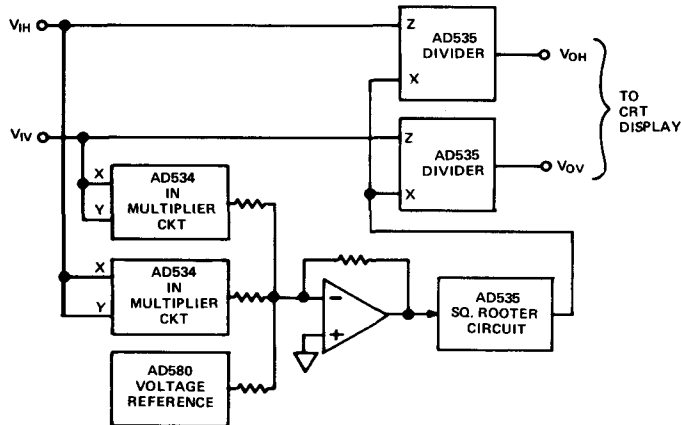 VIH
Z
AD535
DIVIDER
X
VOH
TO
CRT
DISPLAY
VIV
Z
AD535
DIVIDER
X
VOV
X
Y
AD534
IN
MULTIPLIER
CKT
X
Y
AD534
IN
MULTIPLIER
CKT
−
+
AD535
SQ. ROOTER
CIRCUIT
AD580
VOLTAGE
REFERENCE